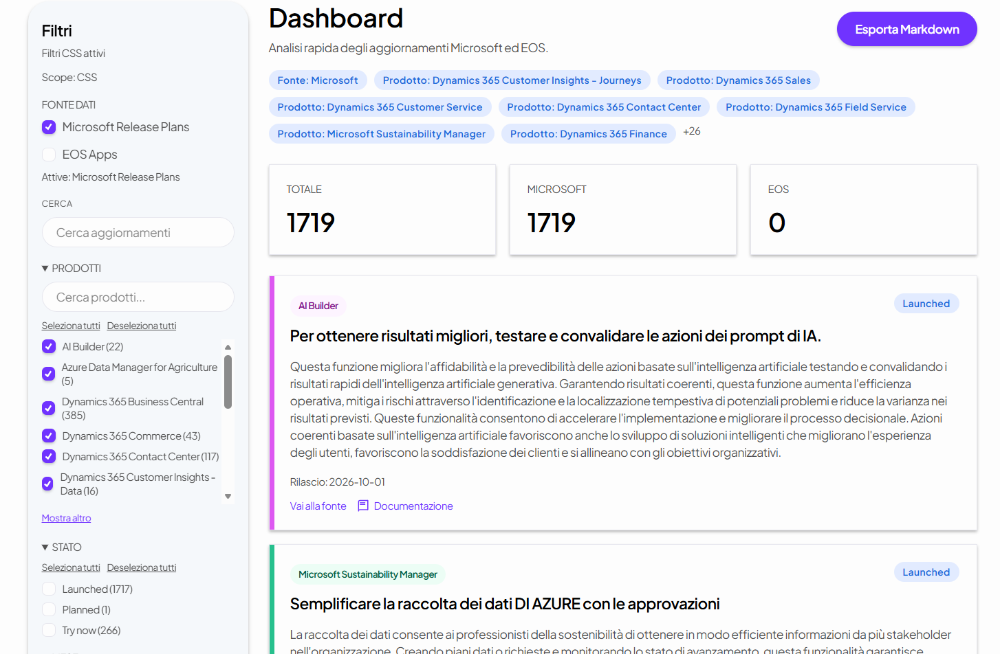 Filtri
Filtri CSS attivi
Scope: CSS
FONTE DATI
Microsoft Release Plans
EOS Apps
Attive: Microsoft Release Plans
CERCA
Cerca aggiornamenti
▼ PRODOTTI
Cerca prodotti...
Seleziona tutti Deseleziona tutti
AI Builder (22)
Azure Data Manager for Agriculture
(5)
Dynamics 365 Business Central
(385)
Dynamics 365 Commerce (43)
Dynamics 365 Contact Center (117)
Dynamics 365 Customer Insights -
Data (16)
Mostra altro
▼ STATO
Seleziona tutti Deseleziona tutti
Launched (1717)
Planned (1)
Try now (266)
Dashboard
Analisi rapida degli aggiornamenti Microsoft ed EOS.
Esporta Markdown
Fonte: Microsoft Prodotto: Dynamics 365 Customer Insights - Journeys Prodotto: Dynamics 365 Sales
Prodotto: Dynamics 365 Customer Service Prodotto: Dynamics 365 Contact Center Prodotto: Dynamics 365 Field Service
Prodotto: Microsoft Sustainability Manager Prodotto: Dynamics 365 Finance +26
TOTALE
1719
MICROSOFT
1719
EOS
0
AI Builder
Launched
Per ottenere risultati migliori, testare e convalidare le azioni dei prompt di IA.
Questa funzione migliora l'affidabilità e la prevedibilità delle azioni basate sull'intelligenza artificiale testando e convalidando i
risultati rapidi dell'intelligenza artificiale generativa. Garantendo risultati coerenti, questa funzione aumenta l'efficienza
operativa, mitiga i rischi attraverso l'identificazione e la localizzazione tempestiva di potenziali problemi e riduce la varianza nei
risultati previsti. Queste funzionalità consentono di accelerare l'implementazione e migliorare il processo decisionale. Azioni
coerenti basate sull'intelligenza artificiale favoriscono anche lo sviluppo di soluzioni intelligenti che migliorano l'esperienza
degli utenti, favoriscono la soddisfazione dei clienti e si allineano con gli obiettivi organizzativi.
Rilascio: 2026-10-01
Vai alla fonte Documentazione
Microsoft Sustainability Manager
Launched
Semplificare la raccolta dei dati DI AZURE con le approvazioni
La raccolta dei dati consente ai professionisti della sostenibilità di ottenere in modo efficiente informazioni da più stakeholder
nell'organizzazione. Creando piani dati o richieste e monitorando lo stato di avanzamento, questa funzionalità garantisce